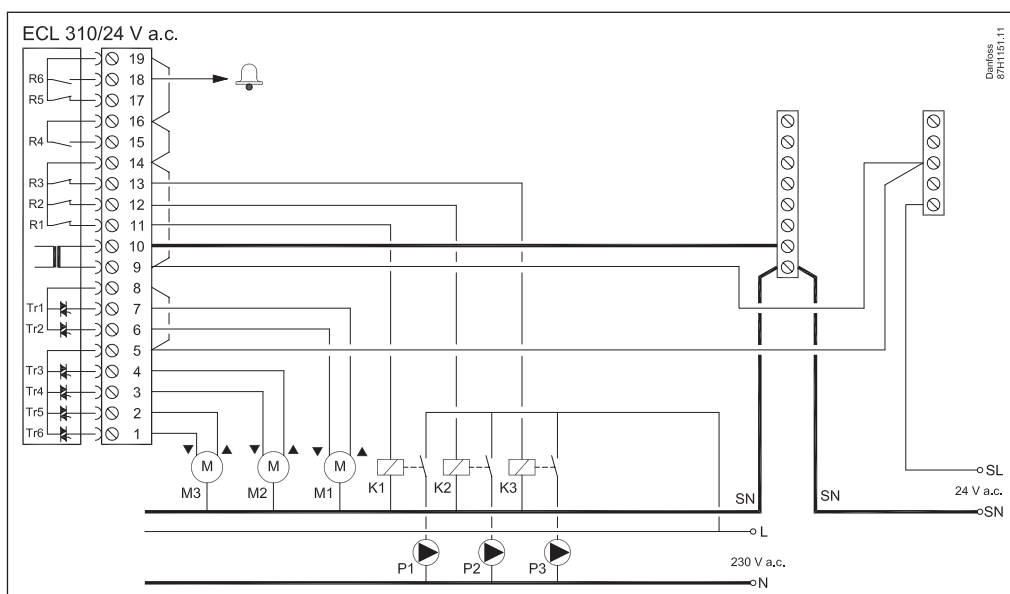 ECL 310/24 V a.c.
Danfoss
87H1151.11
19
R6 18
R5 17
16
R4 15
14
R3 13
R2 12
R1 11
10
9
8
Tr1 7
Tr2 6
5
Tr3 4
Tr4 3
Tr5 2
Tr6 1
M M M
M3 M2 M1 K1 K2 K3
SN SN
SL
24 V a.c.
SN
L
P1 P2 P3
230 V a.c.
N